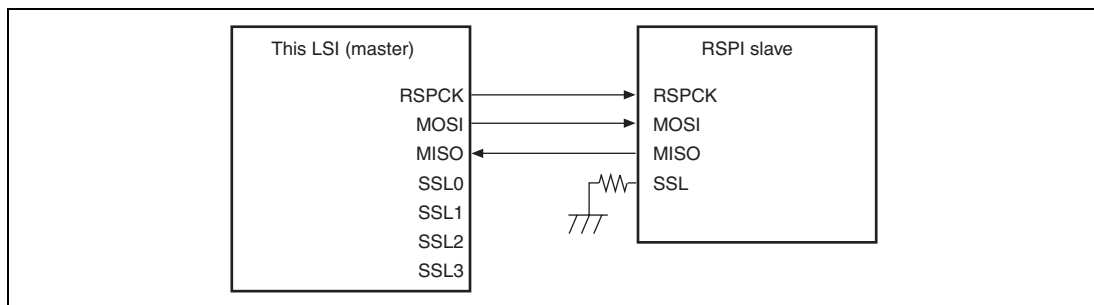 This LSI (master)
RSPCK
MOSI
MISO
SSL0
SSL1
SSL2
SSL3
RSPI slave
RSPCK
MOSI
MISO
SSL